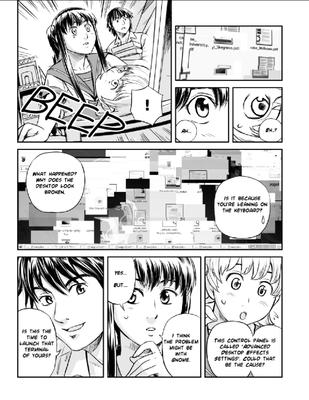 BEEP
!
AH..
EH.?
WHAT HAPPENED?
WHY DOES THE
DESKTOP LOOK
BROKEN.
IS IT BECAUSE
YOU'RE LEANING ON
THE KEYBOARD?
IS THIS THE
TIME TO
LAUNCH THAT
TERMINAL
OF YOURS?
YES..
BUT...
I THINK
THE PROBLEM
MIGHT BE
WITH
GNOME.
THIS CONTROL PANEL
IS CALLED 'ADVANCED
DESKTOP EFFECTS
SETTINGS'. COULD
THAT BE THE CAUSE?